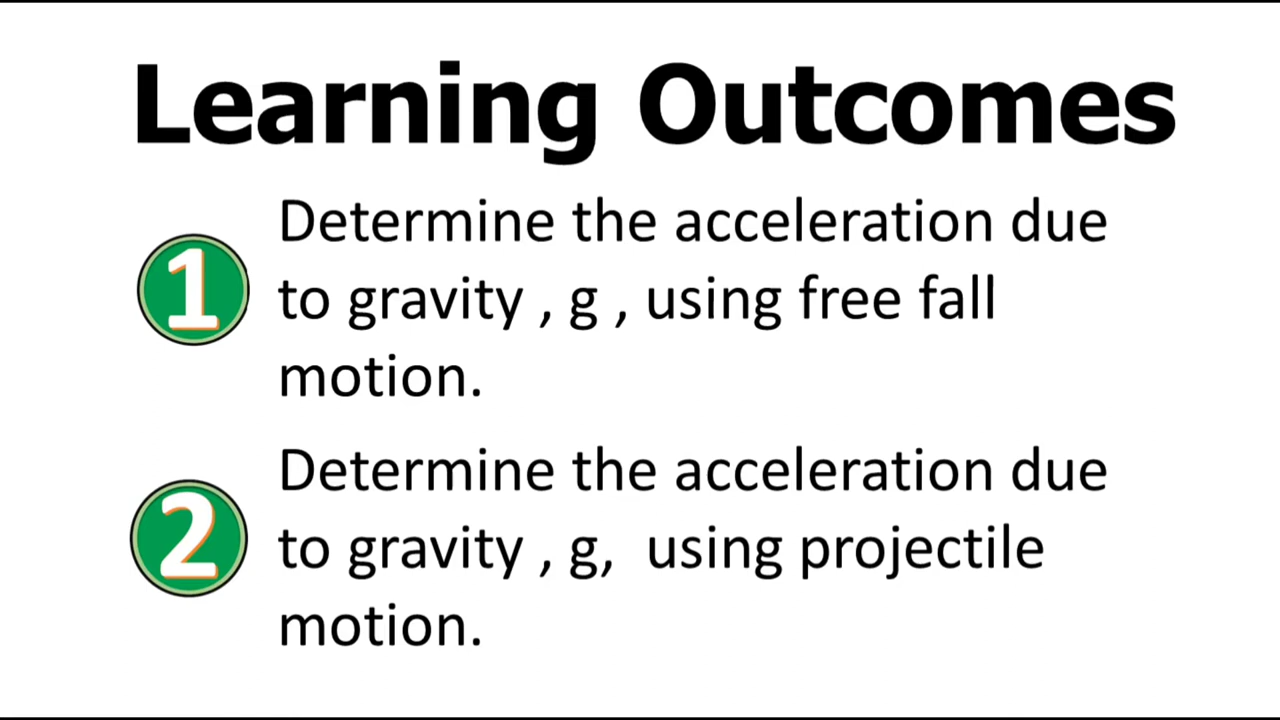 Learning Outcomes
1
Determine the acceleration due
to gravity , g , using free fall
motion.
2
Determine the acceleration due
to gravity , g,  using projectile
motion.